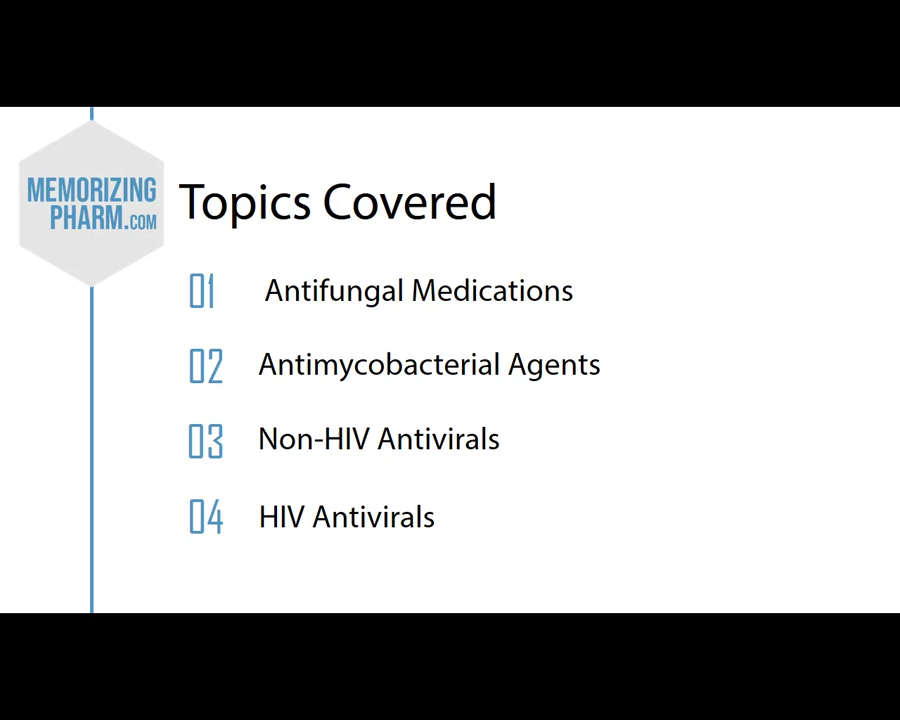 MEMORIZING
PHARM.COM
Topics Covered
01 Antifungal Medications
02 Antimycobacterial Agents
03 Non-HIV Antivirals
04 HIV Antivirals